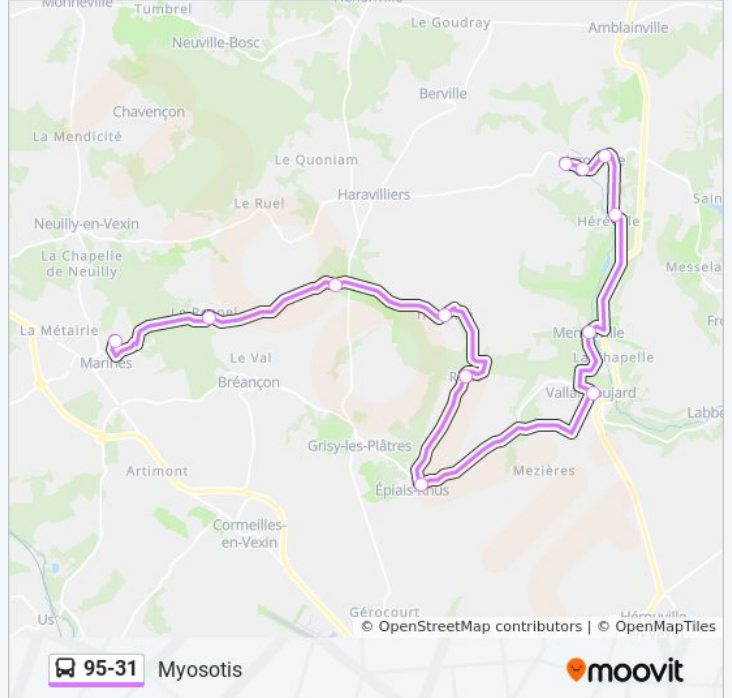 Tumbrel
Le Goudray
Amblainville
Neuville-Bosc
Berville
Chavençon
La Mendicité
Le Quoniam
Haravilliers
Le Ruel
Neuilly-en-Vexin
La Chapelle
de Neuilly
La Métairie
Marines
Le Val
Bréançon
La Chapelle
Grisy-les-Plâtres
Artimont
Mezières
Épiais-Rhus
Cormeilles-
en-Vexin
Gérocourt
Us
© OpenStreetMap contributors | © OpenMapTiles
95-31 Myosotis
moovit